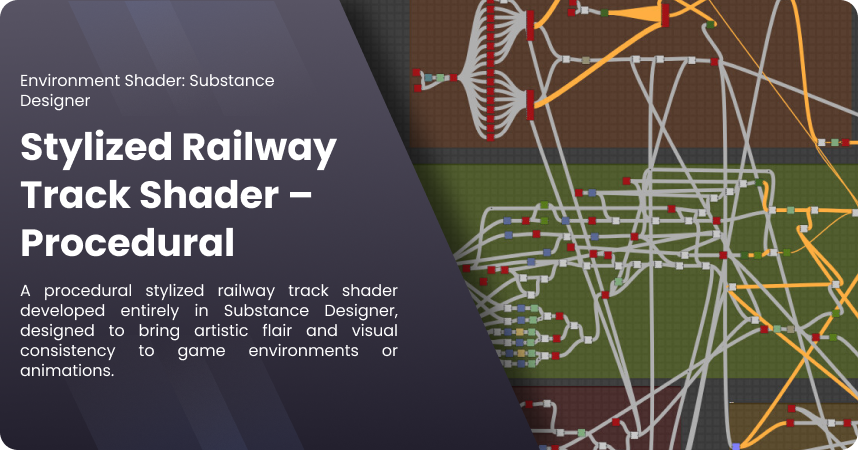 Environment Shader: Substance
Designer
Stylized Railway
Track Shader –
Procedural
A procedural stylized railway track shader
developed entirely in Substance Designer,
designed to bring artistic flair and visual
consistency to game environments or
animations.